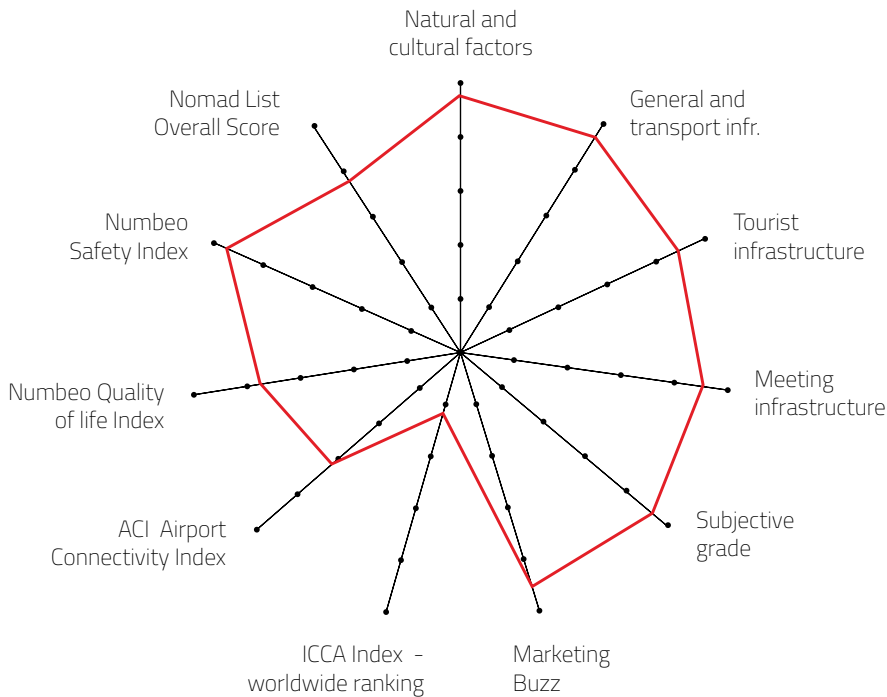 Natural and
cultural factors
General and
transport infr.
Tourist
infrastructure
Meeting
infrastructure
Subjective
grade
Marketing
Buzz
ICCA Index -
worldwide ranking
ACI Airport
Connectivity Index
Numbeo Quality
of life Index
Numbeo
Safety Index
Nomad List
Overall Score